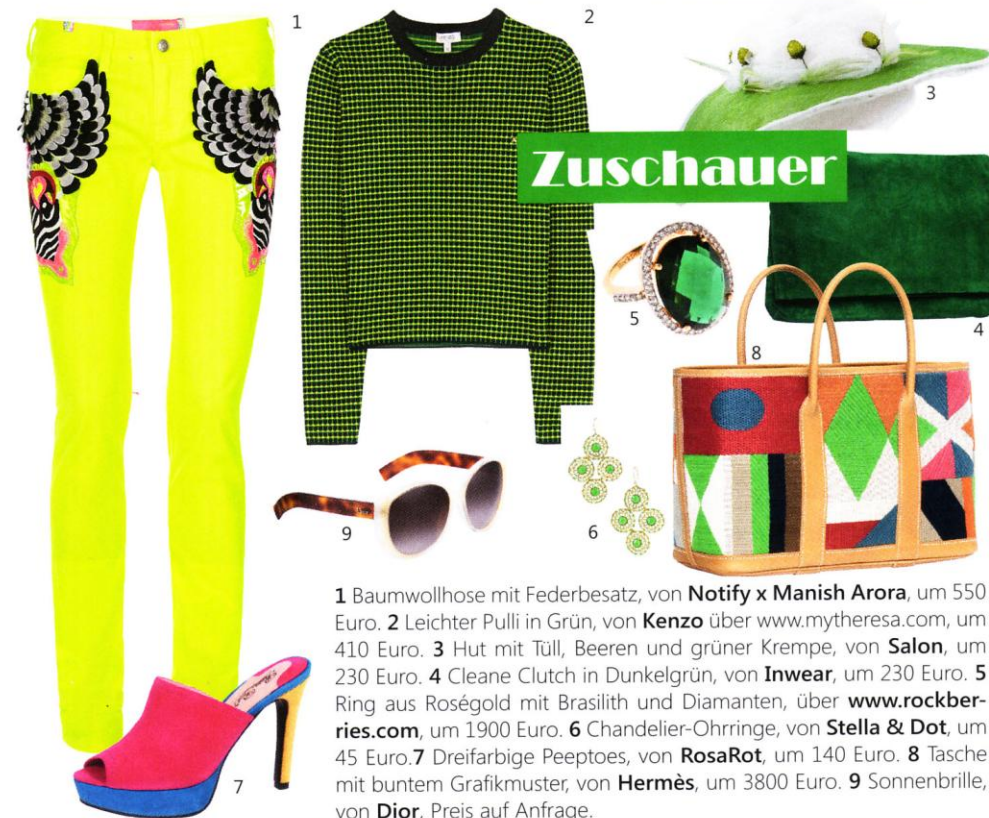 1
2
3
Zuschauer
5
4
8
9
6
7
1 Baumwollhose mit Federbesatz, von Notify x Manish Arora, um 550
Euro. 2 Leichter Pulli in Grün, von Kenzo über www.mytheresa.com, um
410 Euro. 3 Hut mit Tüll, Beeren und grüner Krempe, von Salon, um
230 Euro. 4 Cleane Clutch in Dunkelgrün, von Inwear, um 230 Euro. 5
Ring aus Roségold mit Brasilith und Diamanten, über www.rockber-
ries.com, um 1900 Euro. 6 Chandelier-Ohrringe, von Stella & Dot, um
45 Euro.7 Dreifarbige Peeptoes, von RosaRot, um 140 Euro. 8 Tasche
mit buntem Grafikmuster, von Hermès, um 3800 Euro. 9 Sonnenbrille,
von Dior, Preis auf Anfrage.